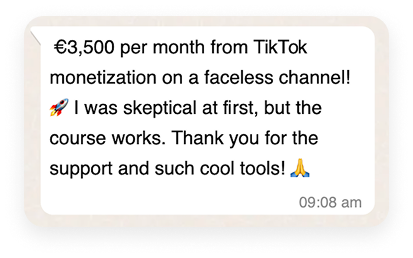 €3,500 per month from TikTok
monetization on a faceless channel!
🚀 I was skeptical at first, but the
course works. Thank you for the
support and such cool tools! 🙏
09:08 am